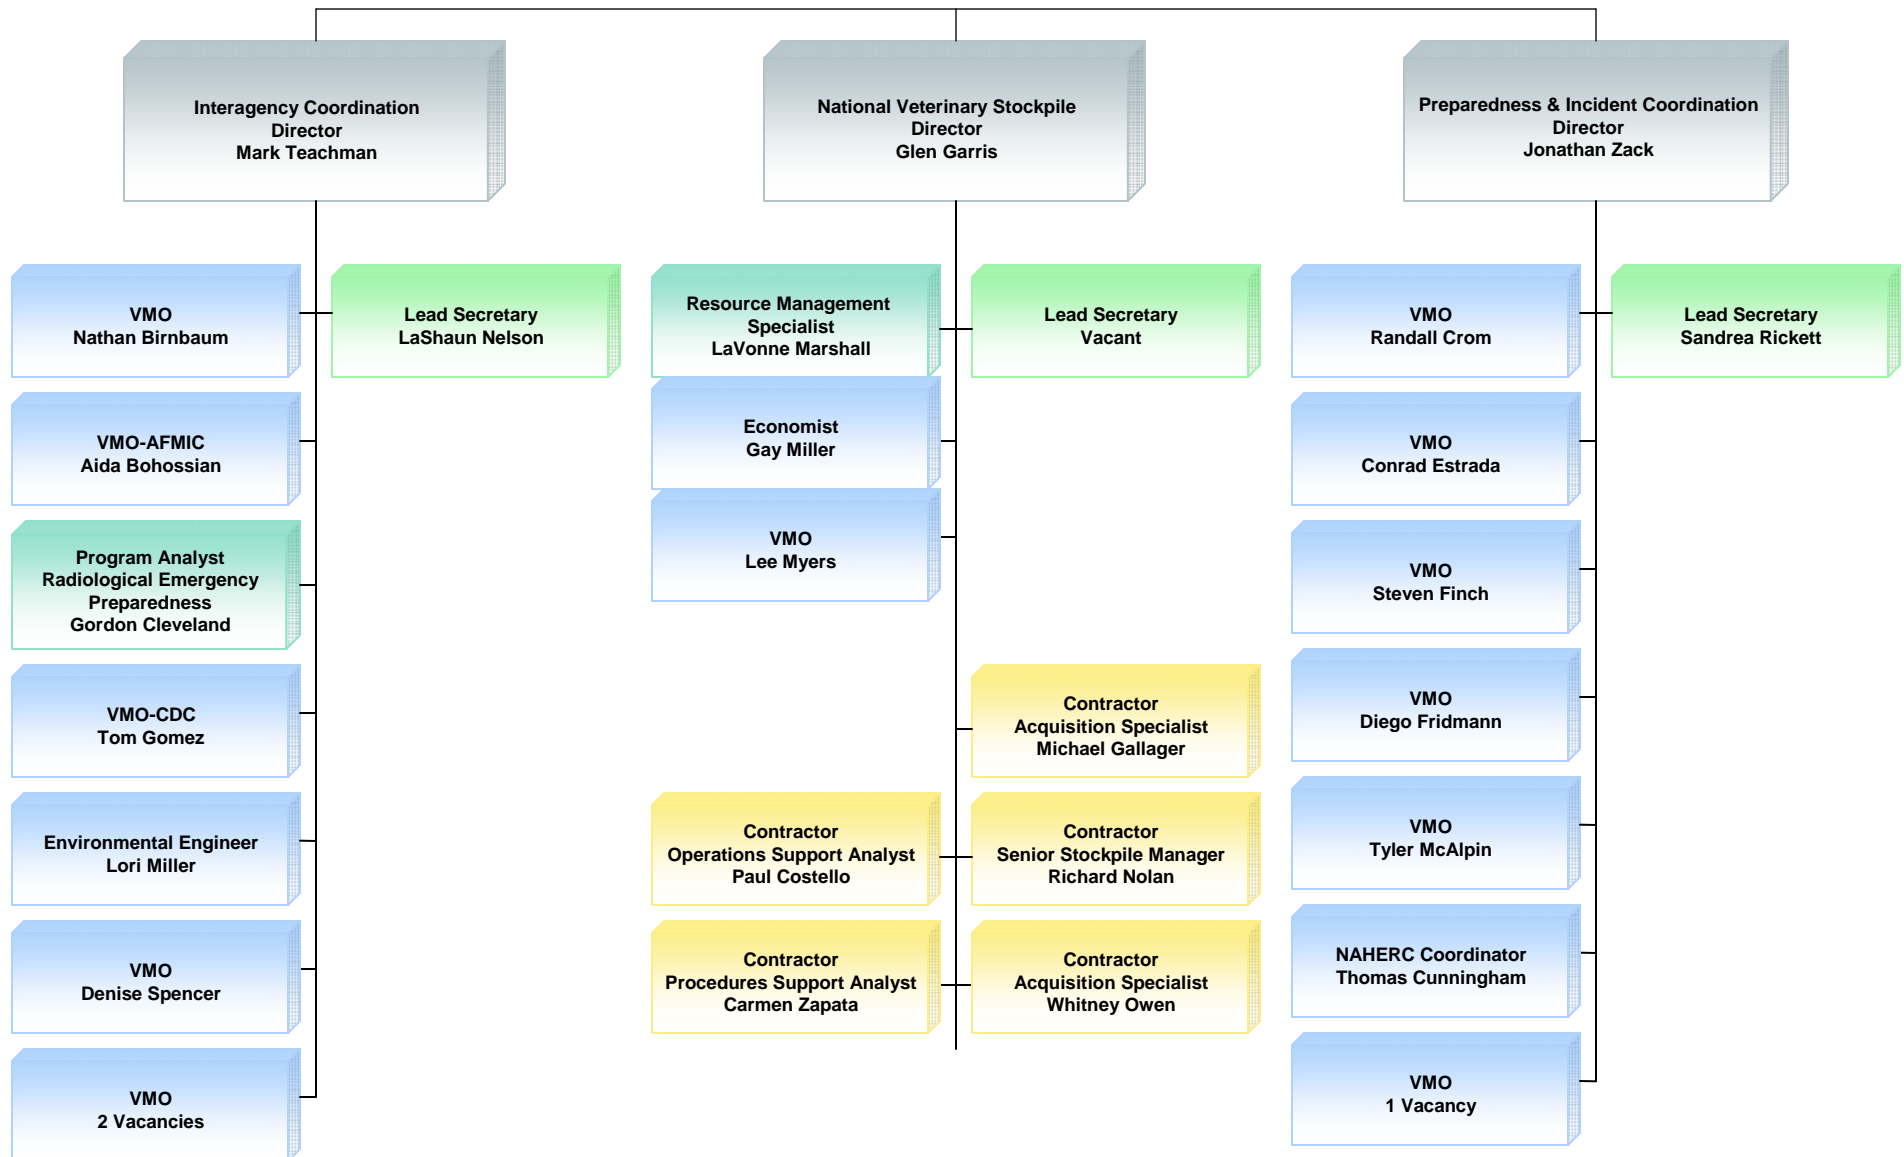 Interagency Coordination
Director
Mark Teachman
National Veterinary Stockpile
Director
Glen Garris
Preparedness & Incident Coordination
Director
Jonathan Zack
VMO
Nathan Birnbaum
Lead Secretary
LaShaun Nelson
VMO-AFMIC
Aida Bohossian
Program Analyst
Radiological Emergency
Preparedness
Gordon Cleveland
VMO-CDC
Tom Gomez
Environmental Engineer
Lori Miller
VMO
Denise Spencer
VMO
2 Vacancies
Resource Management
Specialist
LaVonne Marshall
Lead Secretary
Vacant
Economist
Gay Miller
VMO
Lee Myers
Contractor
Acquisition Specialist
Michael Gallager
Contractor
Operations Support Analyst
Paul Costello
Contractor
Senior Stockpile Manager
Richard Nolan
Contractor
Procedures Support Analyst
Carmen Zapata
Contractor
Acquisition Specialist
Whitney Owen
VMO
Randall Crom
Lead Secretary
Sandrea Rickett
VMO
Conrad Estrada
VMO
Steven Finch
VMO
Diego Fridmann
VMO
Tyler McAlpin
NAHERC Coordinator
Thomas Cunningham
VMO
1 Vacancy